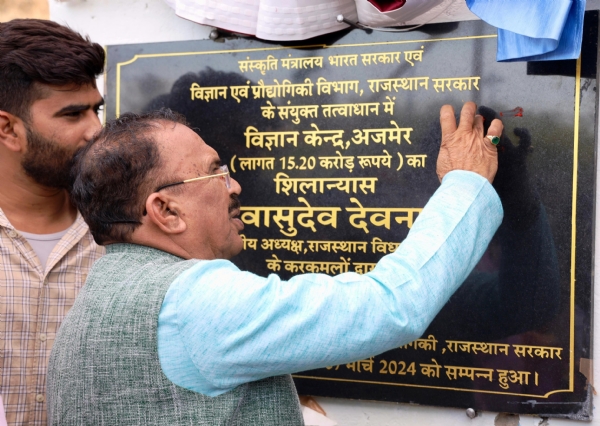 संस्कृति मंत्रालय भारत सरकार एवं
विज्ञान एवं प्रौद्योगिकी विभाग, राजस्थान सरकार
के संयुक्त तत्वाधान में
विज्ञान केन्द्र,अजमेर
( लागत 15.20 करोड़ रूपये ) का
शिलान्यास
वासुदेव देवना
अध्यक्ष,राजस्थान विधा
के करकमलों
,राजस्थान सरकार
मार्च 2024 को सम्पन्न हुआ।